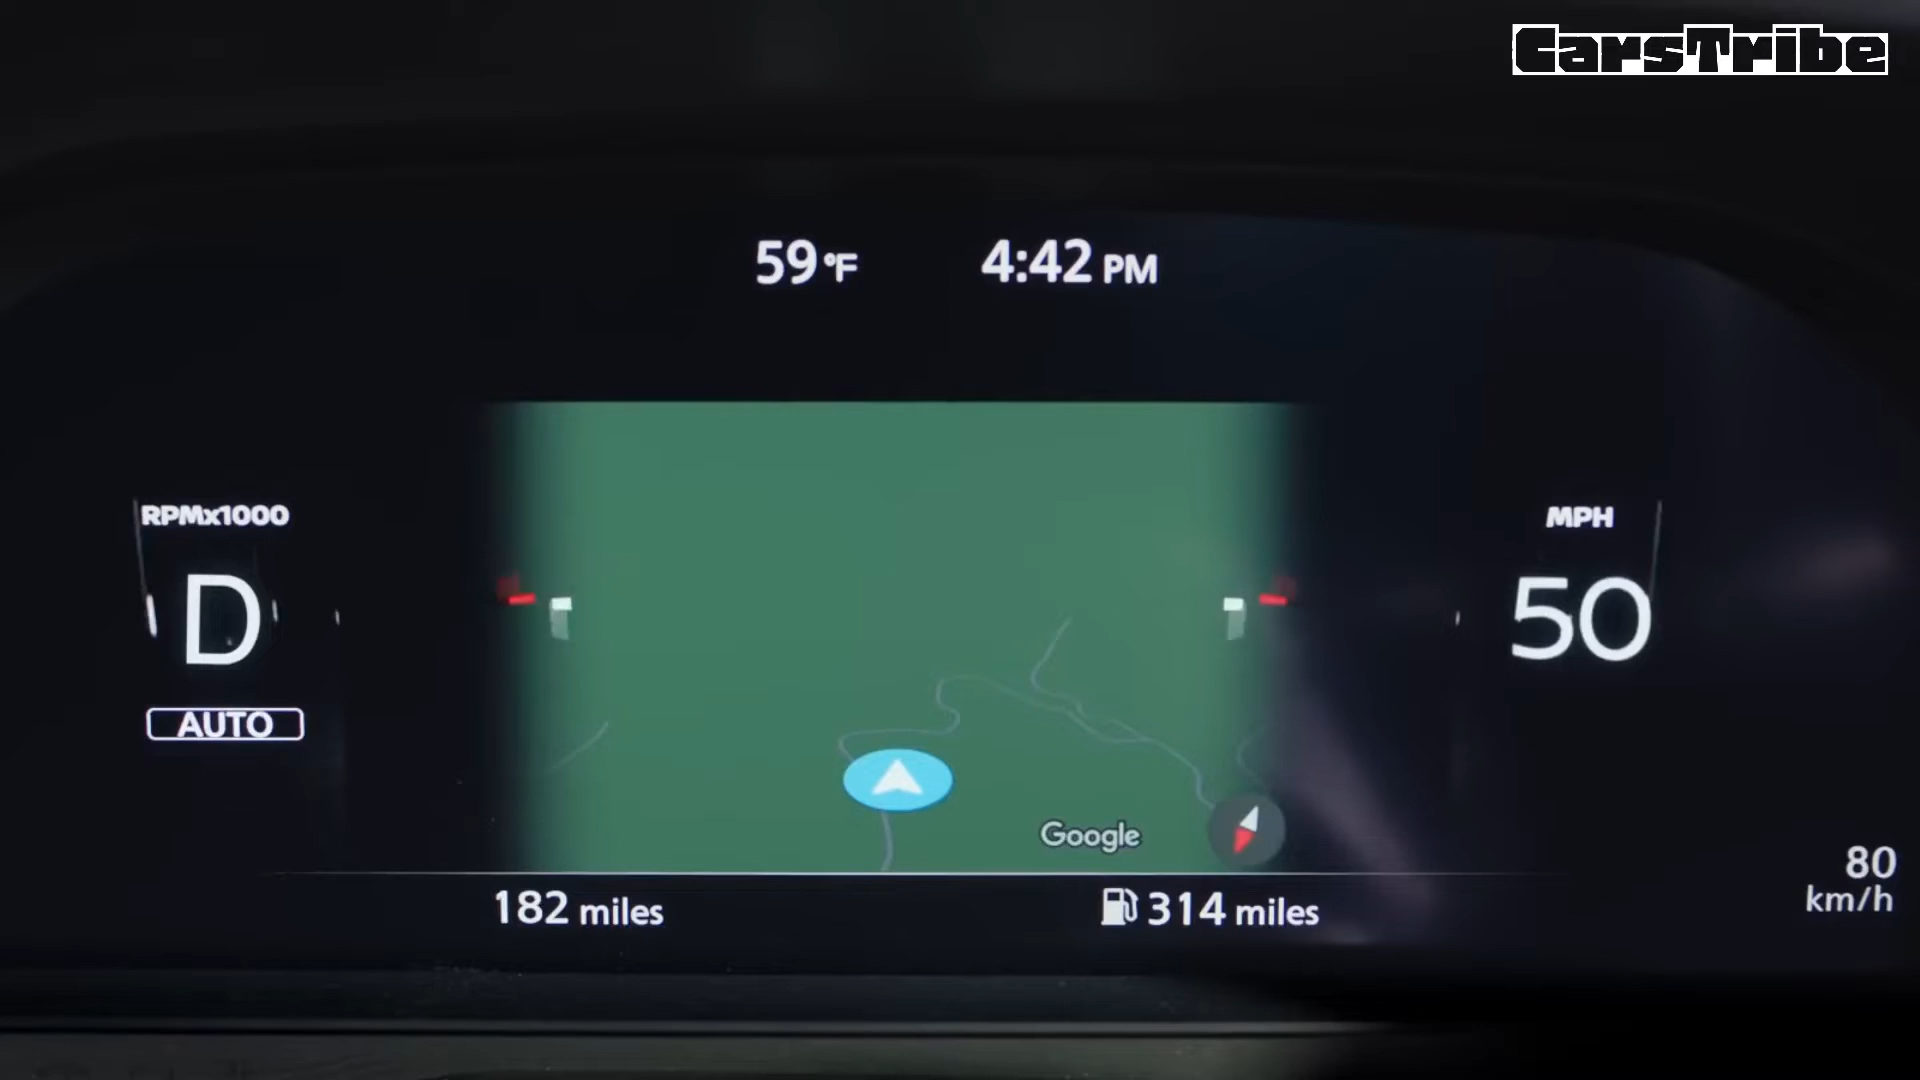 CarsTribe
59 °F 4:42 PM
RPMx1000
MPH
D
50
AUTO
Google
80
km/h
182 miles
314 miles